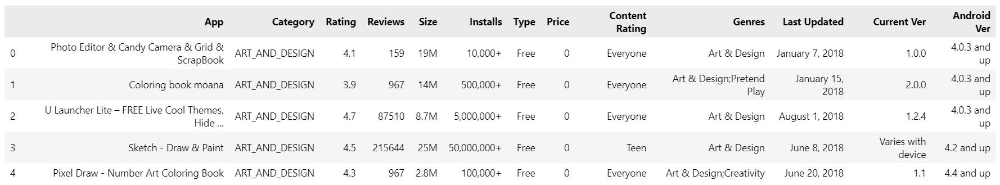 App Category Rating Reviews Size Installs Type Price Content Rating Genres Last Updated Current Ver Android Ver
0 Photo Editor & Candy Camera & Grid & ScrapBook ART_AND_DESIGN 4.1 159 19M 10,000+ Free 0 Everyone Art & Design January 7, 2018 1.0.0 4.0.3 and up
1 Coloring book moana ART_AND_DESIGN 3.9 967 14M 500,000+ Free 0 Everyone Art & Design;Pretend Play January 15, 2018 2.0.0 4.0.3 and up
2 U Launcher Lite – FREE Live Cool Themes, Hide ... ART_AND_DESIGN 4.7 87510 8.7M 5,000,000+ Free 0 Everyone Art & Design August 1, 2018 1.2.4 4.0.3 and up
3 Sketch - Draw & Paint ART_AND_DESIGN 4.5 215644 25M 50,000,000+ Free 0 Teen Art & Design June 8, 2018 Varies with device 4.2 and up
4 Pixel Draw - Number Art Coloring Book ART_AND_DESIGN 4.3 967 2.8M 100,000+ Free 0 Everyone Art & Design;Creativity June 20, 2018 1.1 4.4 and up